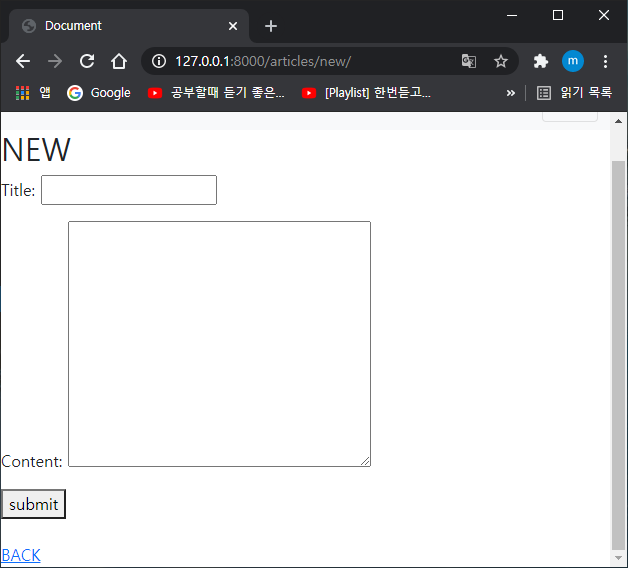 Document
127.0.0.1:8000/articles/new/
m
앱 Google 공부할때 듣기 좋은... [Playlist] 한번듣고... » 읽기 목록
NEW
Title:
Content:
submit
BACK